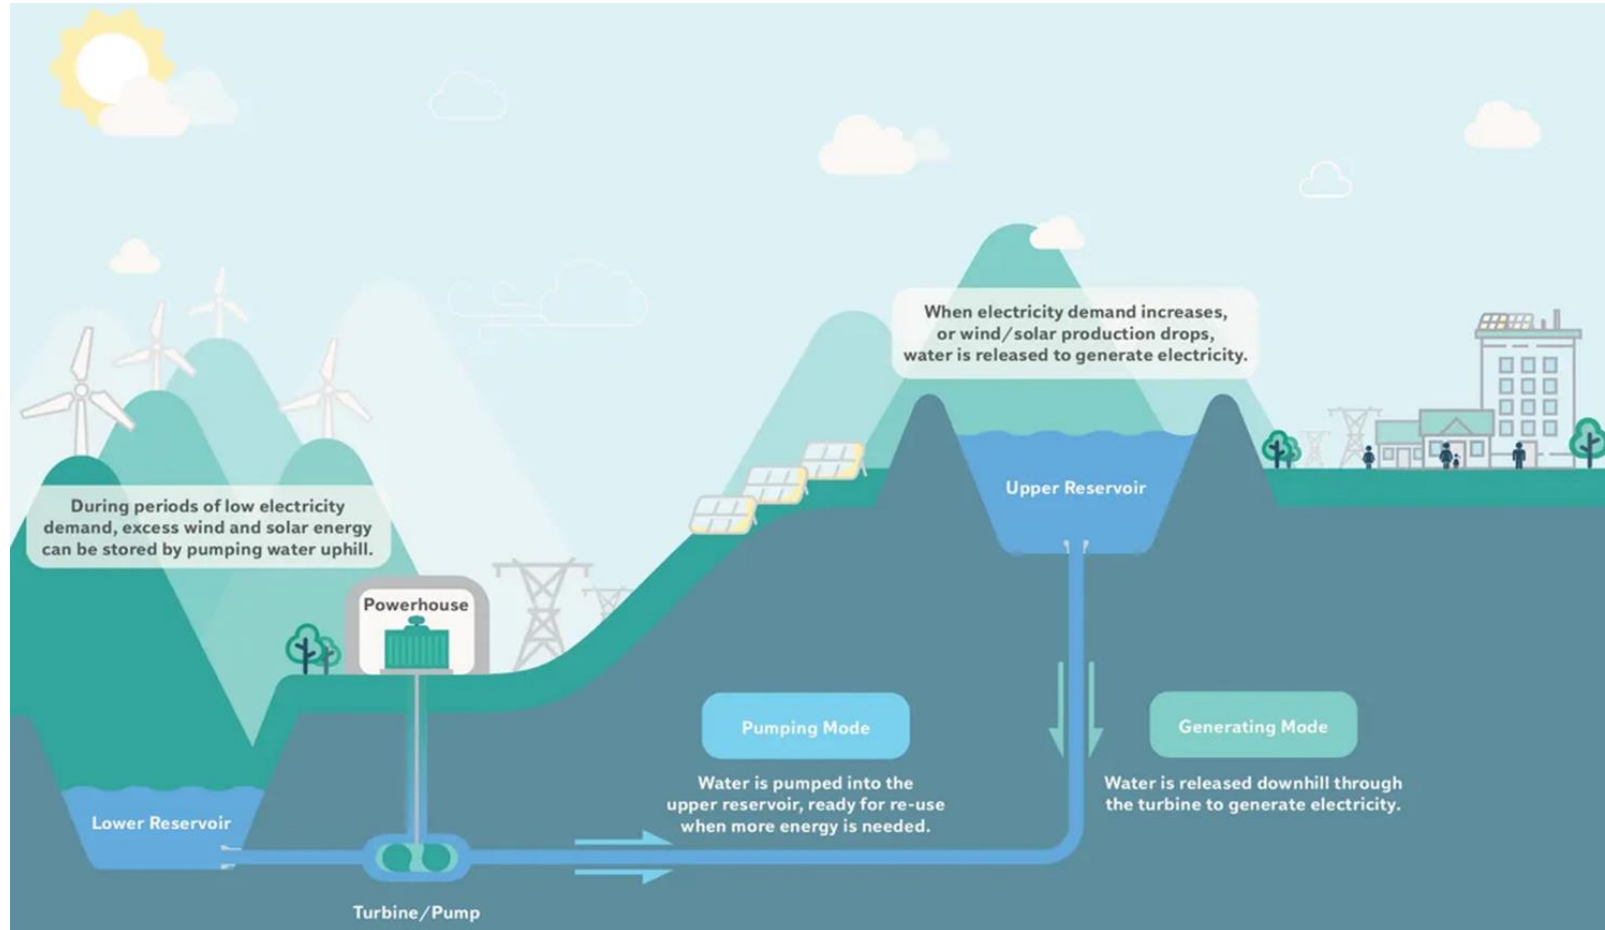 When electricity demand increases,
or wind/solar production drops,
water is released to generate electricity.
Upper Reservoir
During periods of low electricity
demand, excess wind and solar energy
can be stored by pumping water uphill.
Powerhouse
Pumping Mode
Water is pumped into the
upper reservoir, ready for re-use
when more energy is needed.
Generating Mode
Water is released downhill through
the turbine to generate electricity.
Lower Reservoir
Turbine/Pump